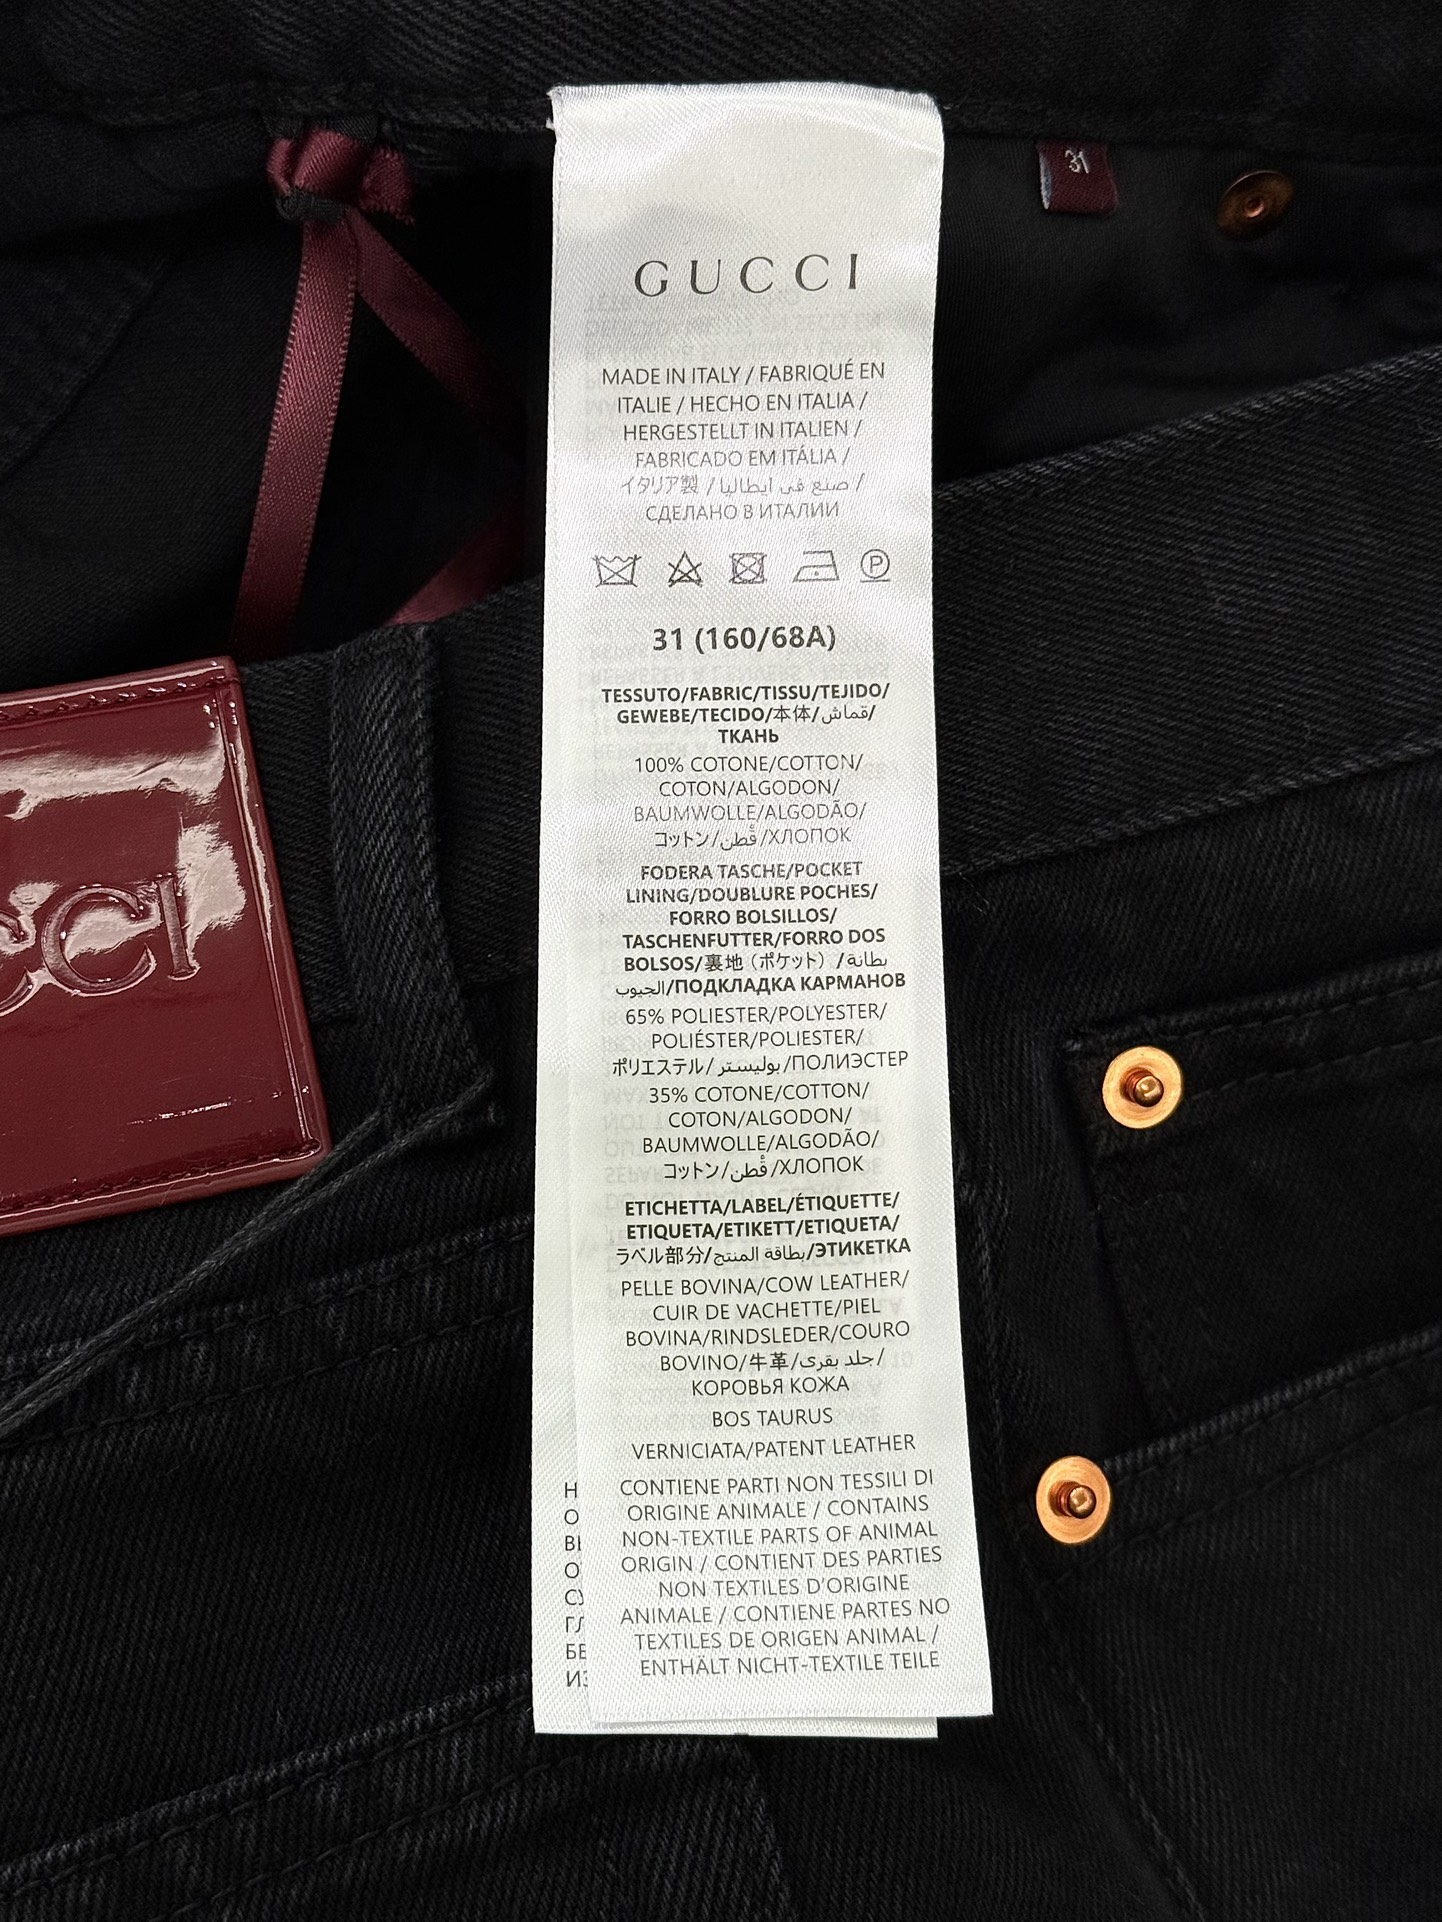 31
GUCCI
MADE IN ITALY / FABRIQUÉ EN
ITALIE / HECHO EN ITALIA /
HERGESTELLT IN ITALIEN /
FABRICADO EM ITÁLIA /
イタリア製 / صنع في ايطاليا /
СДЕЛАНО В ИТАЛИИ
P
31 (160/68A)
TESSUTO/FABRIC/TISSU/TEJIDO/
GEWEBE/TECIDO/本体/قماش/
ТКАНЬ
100% COTONE/COTTON/
COTON/ALGODON/
BAUMWOLLE/ALGODÃO/
コットン/قُطن/ХЛОПОК
FODERA TASCHE/POCKET
LINING/DOUBLURE POCHES/
FORRO BOLSILLOS/
TASCHENFUTTER/FORRO DOS
BOLSOS/裏地（ポケット）/بطانة
الجيوب/ПОДКЛАДКА КАРМАНОВ
65% POLIESTER/POLYESTER/
POLIÉSTER/POLIESTER/
ポリエステル/بوليستر/ПОЛИЭСТЕР
35% COTONE/COTTON/
COTON/ALGODON/
BAUMWOLLE/ALGODÃO/
コットン/قُطن/ХЛОПОК
ETICHETTA/LABEL/ÉTIQUETTE/
ETIQUETA/ETIKETT/ETIQUETA/
ラベル部分/بطاقة المنتج/ЭТИКЕТКА
PELLE BOVINA/COW LEATHER/
CUIR DE VACHETTE/PIEL
BOVINA/RINDSLEDER/COURO
BOVINO/牛革/جلد بقرى/
КОРОВЬЯ КОЖА
BOS TAURUS
VERNICIATA/PATENT LEATHER
CONTIENE PARTI NON TESSILI DI
ORIGINE ANIMALE / CONTAINS
NON-TEXTILE PARTS OF ANIMAL
ORIGIN / CONTIENT DES PARTIES
NON TEXTILES D'ORIGINE
ANIMALE / CONTIENE PARTES NO
TEXTILES DE ORIGEN ANIMAL /
ENTHÄLT NICHT-TEXTILE TEILE
CCI